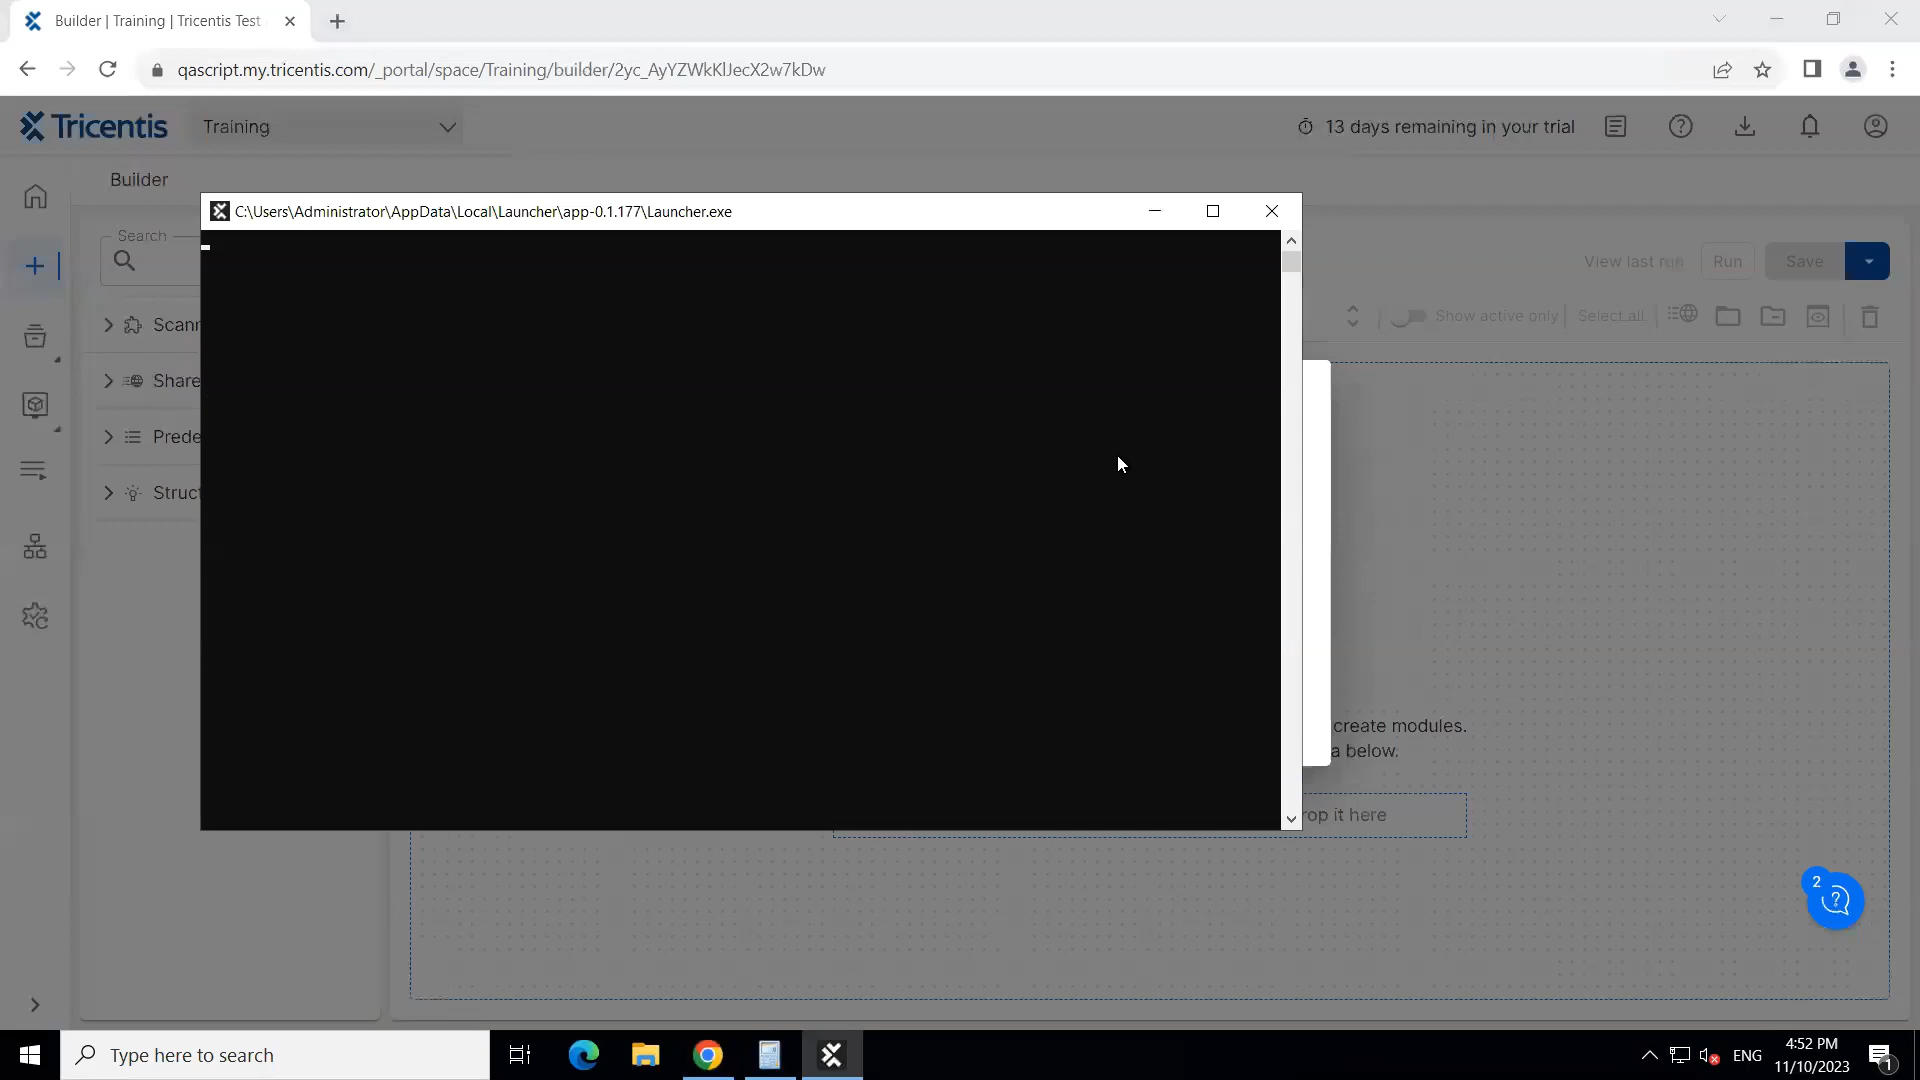 Builder | Training | Tricentis Test
qascript.my.tricentis.com/_portal/space/Training/builder/2yc_AyYZWkKlJecX2w7kDw
Tricentis
Training
13 days remaining in your trial
Builder
C:\Users\Administrator\AppData\Local\Launcher\app-0.1.177\Launcher.exe
Search
View last run
Run
Save
Scann
Show active only
Select all
Share
Prede
Struct
create modules.
a below.
rop it here
2
Type here to search
ENG
4:52 PM
11/10/2023
1